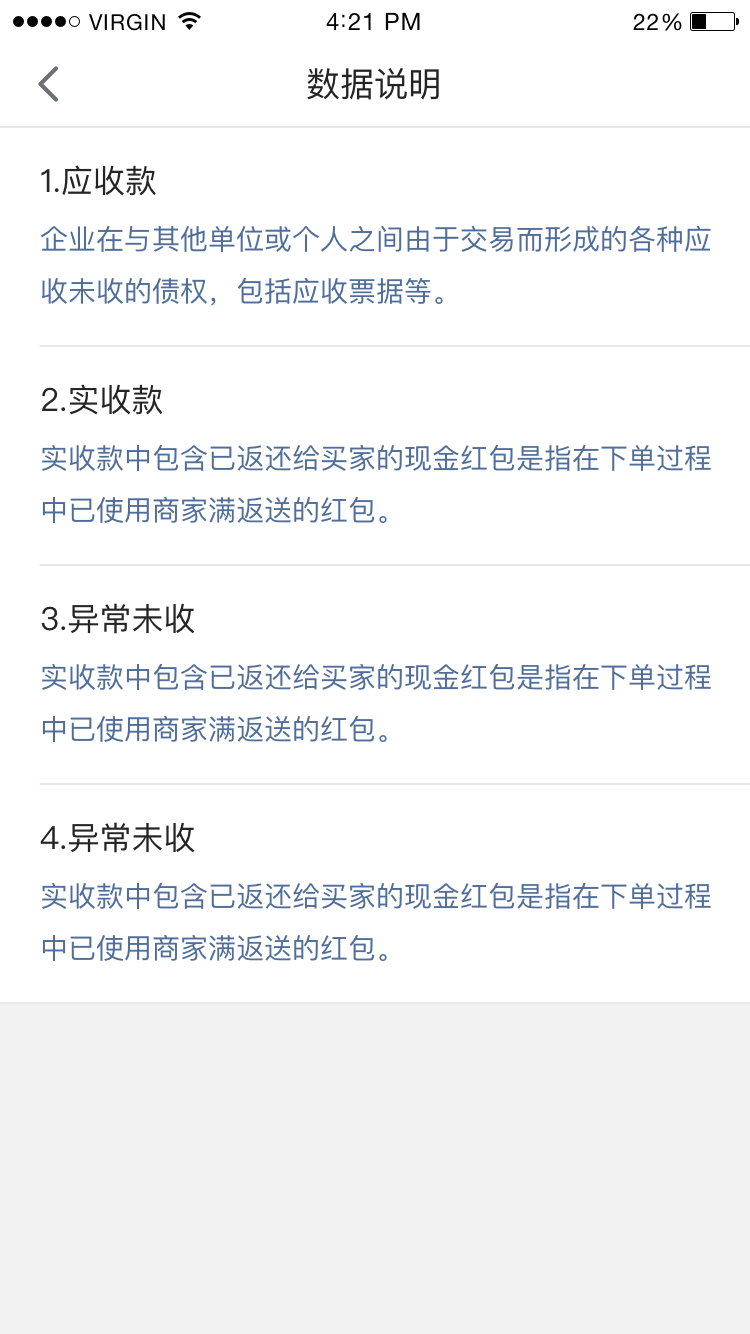 VIRGIN 4:21 PM 22%
数据说明
1.应收款
企业在与其他单位或个人之间由于交易而形成的各种应
收未收的债权，包括应收票据等。
2.实收款
实收款中包含已返还给买家的现金红包是指在下单过程
中已使用商家满返送的红包。
3.异常未收
实收款中包含已返还给买家的现金红包是指在下单过程
中已使用商家满返送的红包。
4.异常未收
实收款中包含已返还给买家的现金红包是指在下单过程
中已使用商家满返送的红包。